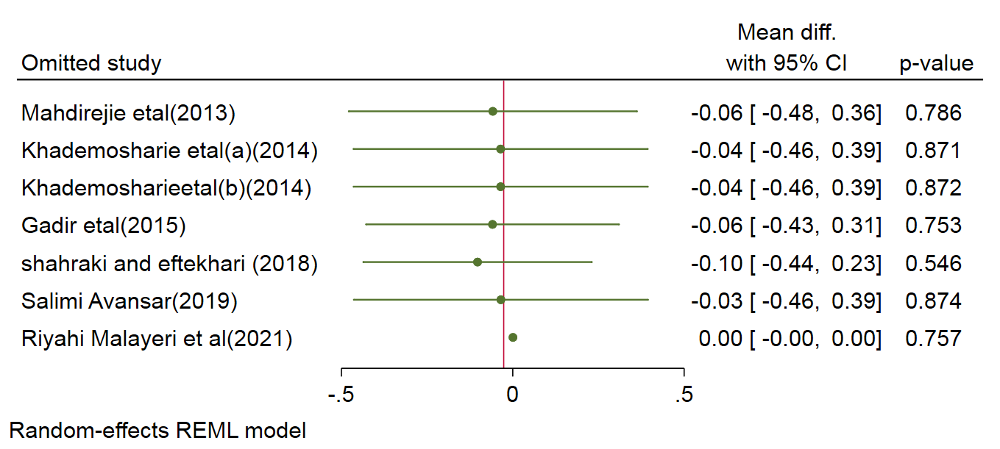 Mean diff.
Omitted study with 95% CI p-value
Mahdirejie etal(2013) -0.06 [ -0.48, 0.36] 0.786
Khademosharie etal(a)(2014) -0.04 [ -0.46, 0.39] 0.871
Khademosharieetal(b)(2014) -0.04 [ -0.46, 0.39] 0.872
Gadir etal(2015) -0.06 [ -0.43, 0.31] 0.753
shahraki and eftekhari (2018) -0.10 [ -0.44, 0.23] 0.546
Salimi Avansar(2019) -0.03 [ -0.46, 0.39] 0.874
Riyahi Malayeri et al(2021) 0.00 [ -0.00, 0.00] 0.757
-.5 0 .5
Random-effects REML model